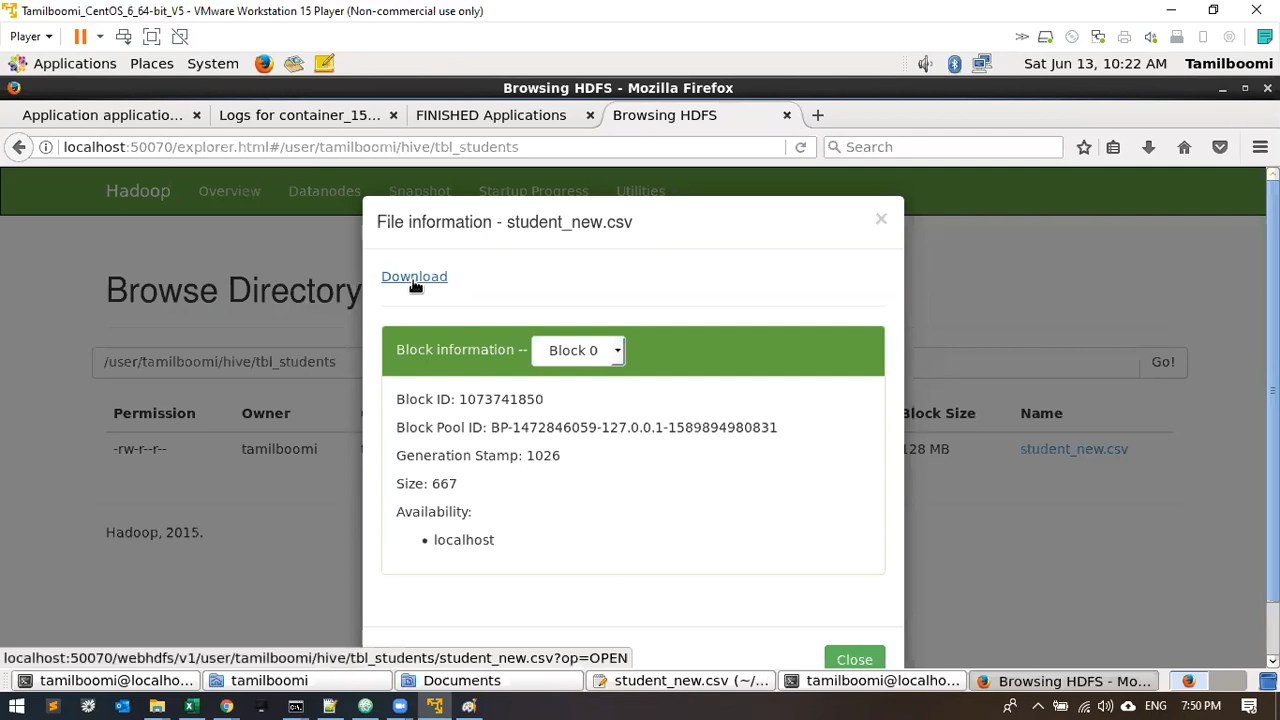 Tamilboomi_CentOS_6_64-bit_V5 - VMware Workstation 15 Player (Non-commercial use only)
Player
Applications Places System Sat Jun 13, 10:22 AM Tamilboomi
Browsing HDFS - Mozilla Firefox
Application applicatio... Logs for container_15... FINISHED Applications Browsing HDFS
localhost:50070/explorer.html#/user/tamilboomi/hive/tbl_students Search
Hadoop Overview Datanodes Snapshot Startup Progress Utilities
File information - student_new.csv
Download
Browse Directory
Block information -- Block 0
/user/tamilboomi/hive/tbl_students Go!
Block ID: 1073741850
Permission Owner Block Size Name
Block Pool ID: BP-1472846059-127.0.0.1-1589894980831
-rw-r--r-- tamilboomi 128 MB student_new.csv
Generation Stamp: 1026
Size: 667
Availability:
Hadoop, 2015.
localhost
localhost:50070/webhdfs/v1/user/tamilboomi/hive/tbl_students/student_new.csv?op=OPEN
Close
tamilboomi@localho... tamilboomi Documents student_new.csv (~/... tamilboomi@localho... Browsing HDFS - Mo...
7:50 PM